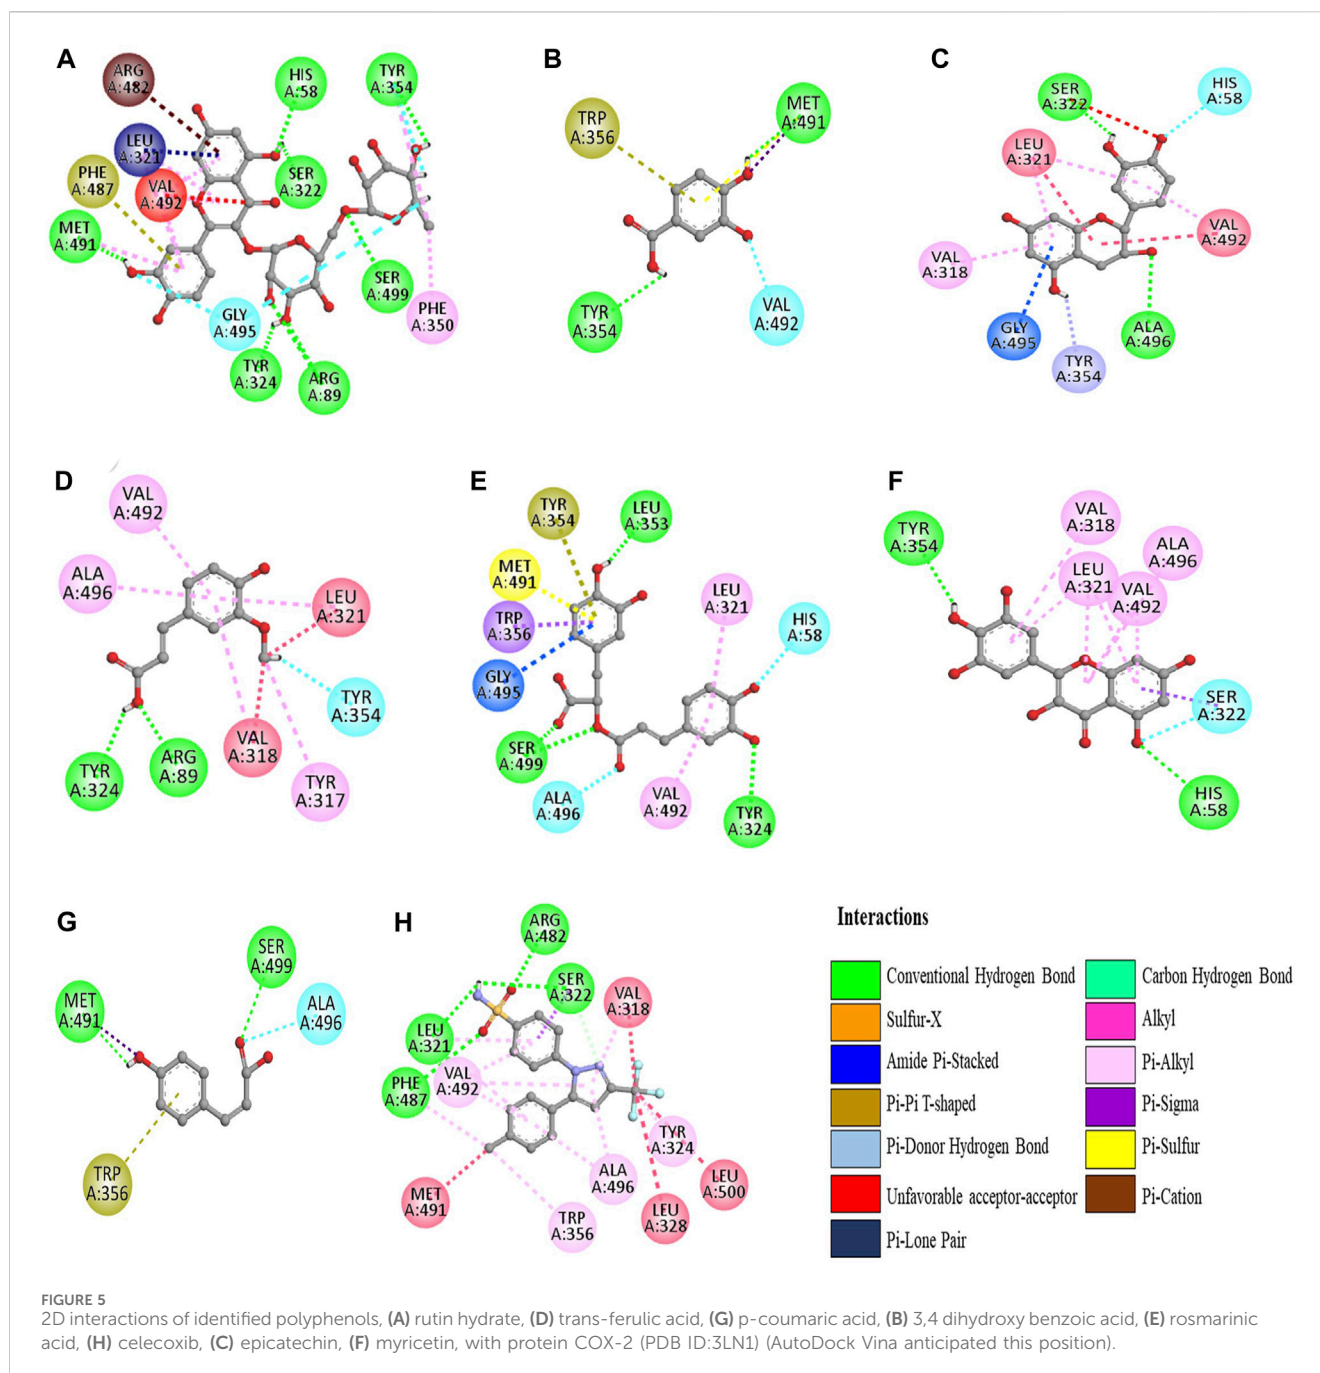 A
ARG
A:482
HIS
A:58
TYR
A:354
LEU
A:321
PHE
A:487
VAL
A:492
SER
A:322
MET
A:491
GLY
A:495
SER
A:499
PHE
A:350
TYR
A:324
ARG
A:89
B
TRP
A:356
MET
A:491
TYR
A:354
VAL
A:492
C
SER
A:322
HIS
A:58
LEU
A:321
VAL
A:492
VAL
A:318
GLY
A:495
TYR
A:354
ALA
A:496
D
VAL
A:492
ALA
A:496
LEU
A:321
TYR
A:354
TYR
A:324
ARG
A:89
VAL
A:318
TYR
A:317
E
TYR
A:354
LEU
A:353
MET
A:491
TRP
A:356
GLY
A:495
LEU
A:321
HIS
A:58
SER
A:499
ALA
A:496
VAL
A:492
TYR
A:324
F
TYR
A:354
VAL
A:318
LEU
A:321
ALA
A:496
VAL
A:492
SER
A:322
HIS
A:58
G
SER
A:499
MET
A:491
ALA
A:496
TRP
A:356
H
ARG
A:482
SER
A:322
VAL
A:318
LEU
A:321
PHE
A:487
VAL
A:492
TYR
A:324
ALA
A:496
LEU
A:500
MET
A:491
TRP
A:356
LEU
A:328
Interactions
Conventional Hydrogen Bond
Carbon Hydrogen Bond
Sulfur-X
Alkyl
Amide Pi-Stacked
Pi-Alkyl
Pi-Pi T-shaped
Pi-Sigma
Pi-Donor Hydrogen Bond
Pi-Sulfur
Unfavorable acceptor-acceptor
Pi-Cation
Pi-Lone Pair
FIGURE 5
2D interactions of identified polyphenols, (A) rutin hydrate, (D) trans-ferulic acid, (G) p-coumaric acid, (B) 3,4 dihydroxy benzoic acid, (E) rosmarinic
acid, (H) celecoxib, (C) epicatechin, (F) myricetin, with protein COX-2 (PDB ID:3LN1) (AutoDock Vina anticipated this position).